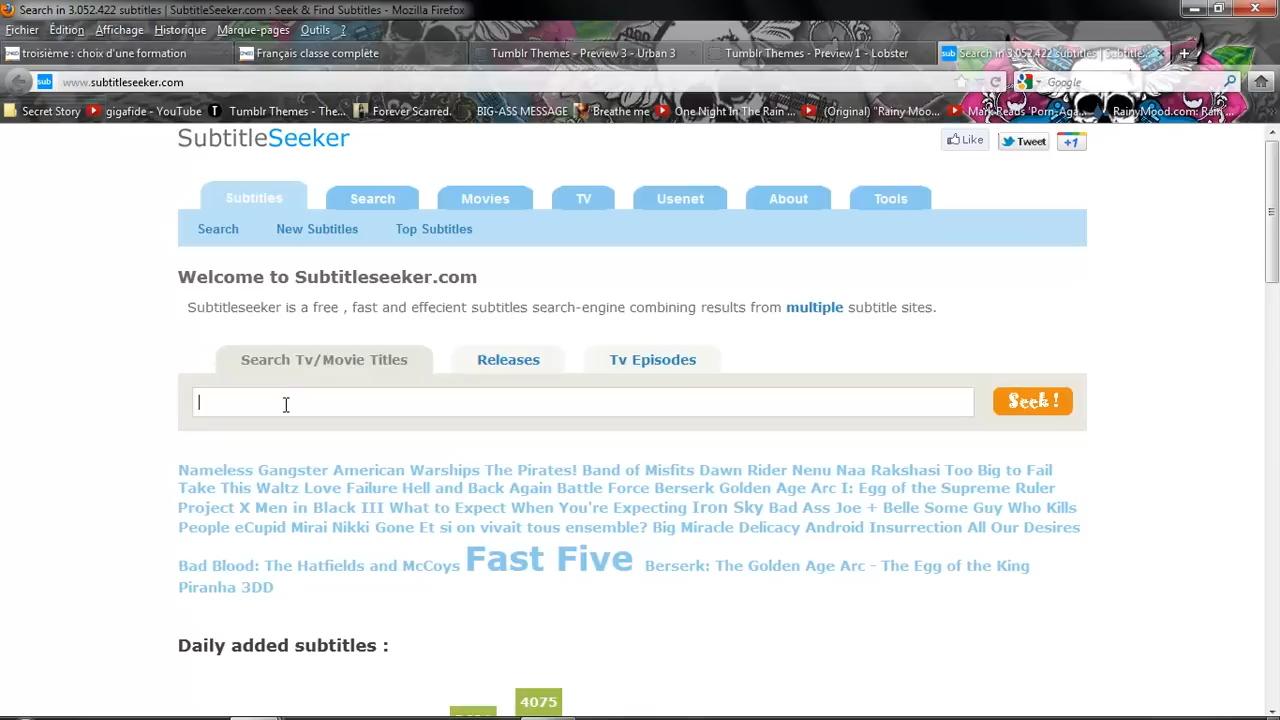 Search in 3.052.422 subtitles | SubtitleSeeker.com : Seek & Find Subtitles - Mozilla Firefox
Fichier Édition Affichage Historique Marque-pages Outils ?
troisième : choix d'une formation Français classe complète Tumblr Themes - Preview 3 - Urban 3 Tumblr Themes - Preview 1 - Lobster Search in 3.052.422 subtitles | Subtitle...
sub www.subtitleseeker.com Google
Secret Story gigafide - YouTube Tumblr Themes - The... Forever Scarred. BIG-ASS MESSAGE Breathe me One Night In The Rain ... (Original) "Rainy Moo... Mark Reads 'Porn-Aga... RainyMood.com: Rain ...
SubtitleSeeker
Like Tweet +1
Subtitles Search Movies TV Usenet About Tools
Search New Subtitles Top Subtitles
Welcome to Subtitleseeker.com
Subtitleseeker is a free , fast and effecient subtitles search-engine combining results from multiple subtitle sites.
Search Tv/Movie Titles Releases Tv Episodes
Seek!
Nameless Gangster American Warships The Pirates! Band of Misfits Dawn Rider Nenu Naa Rakshasi Too Big to Fail
Take This Waltz Love Failure Hell and Back Again Battle Force Berserk Golden Age Arc I: Egg of the Supreme Ruler
Project X Men in Black III What to Expect When You're Expecting Iron Sky Bad Ass Joe + Belle Some Guy Who Kills
People eCupid Mirai Nikki Gone Et si on vivait tous ensemble? Big Miracle Delicacy Android Insurrection All Our Desires
Bad Blood: The Hatfields and McCoys Fast Five Berserk: The Golden Age Arc - The Egg of the King
Piranha 3DD
Daily added subtitles :
4075